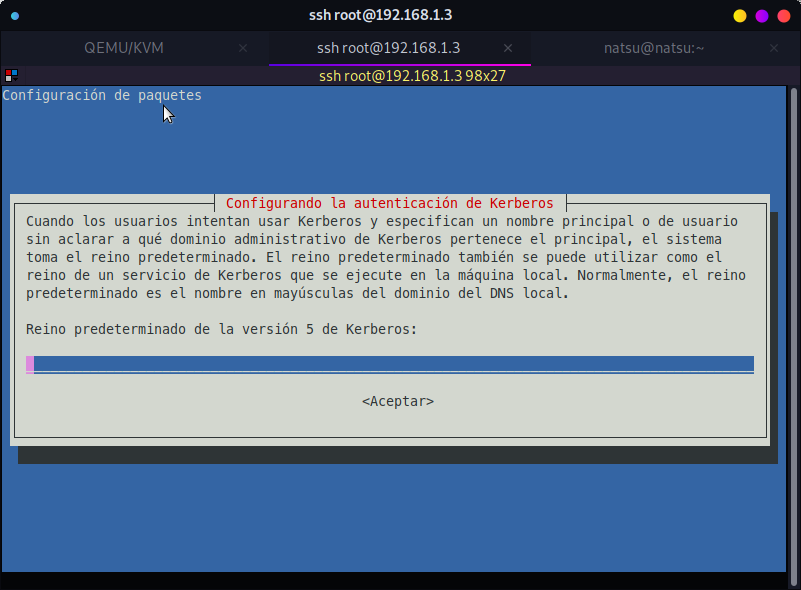 ssh root@192.168.1.3
QEMU/KVM × ssh root@192.168.1.3 × natsu@natsu:~ ×
ssh root@192.168.1.3 98x27
Configuración de paquetes
Configurando la autenticación de Kerberos
Cuando los usuarios intentan usar Kerberos y especifican un nombre principal o de usuario
sin aclarar a qué dominio administrativo de Kerberos pertenece el principal, el sistema
toma el reino predeterminado. El reino predeterminado también se puede utilizar como el
reino de un servicio de Kerberos que se ejecute en la máquina local. Normalmente, el reino
predeterminado es el nombre en mayúsculas del dominio del DNS local.
Reino predeterminado de la versión 5 de Kerberos:
<Aceptar>